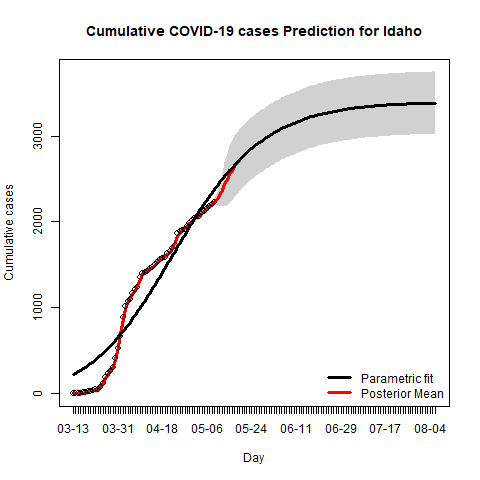 Cumulative COVID-19 cases Prediction for Idaho
Cumulative cases
3000
2000
1000
0
Parametric fit
Posterior Mean
03-13 03-31 04-18 05-06 05-24 06-11 06-29 07-17 08-04
Day